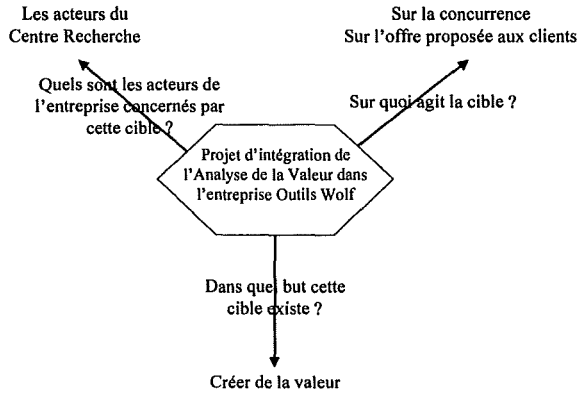 Les acteurs du
Centre Recherche
Sur la concurrence
Sur l'offre proposée aux clients
Quels sont les acteurs de
l'entreprise concernés par
cette cible ?
Sur quoi agit la cible ?
Projet d'intégration de
l'Analyse de la Valeur dans
l'entreprise Outils Wolf
Dans quel but cette
cible existe ?
Créer de la valeur